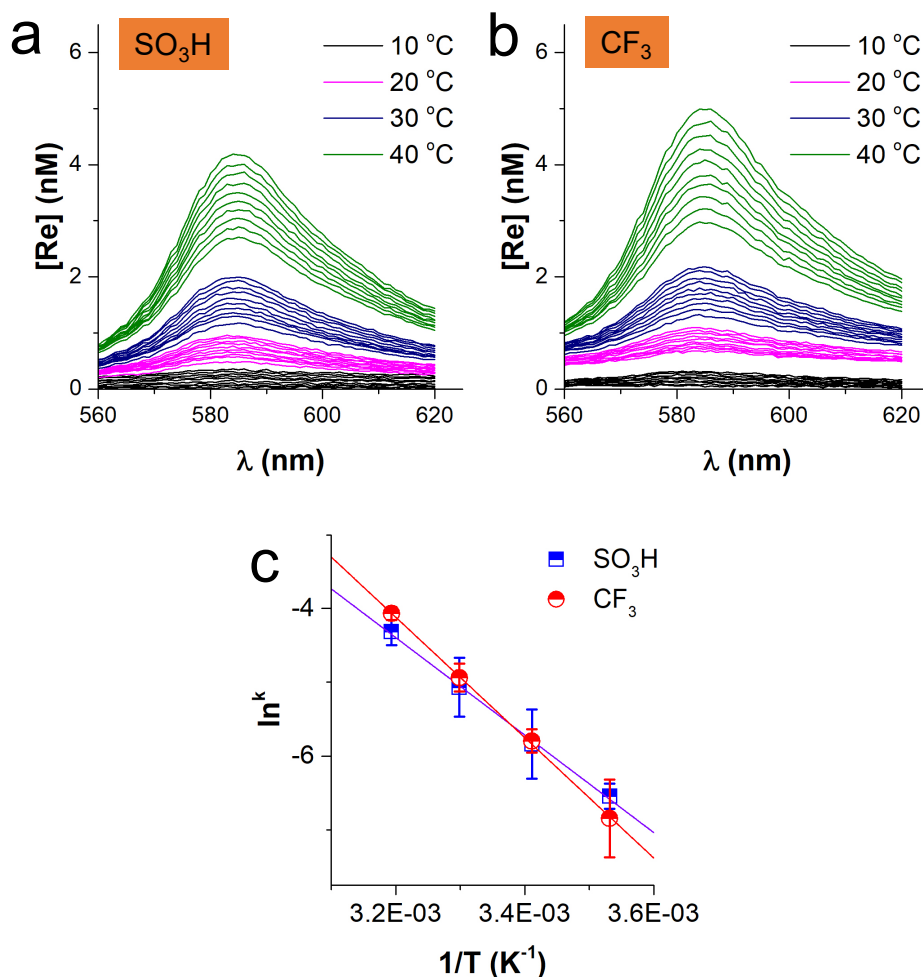 a
SO₃H
10 °C
20 °C
30 °C
40 °C
6
4
2
0
[Re] (nM)
560
580
600
620
λ (nm)
b
CF₃
10 °C
20 °C
30 °C
40 °C
6
4
2
0
[Re] (nM)
560
580
600
620
λ (nm)
c
SO₃H
CF₃
-4
-6
lnᵏ
3.2E-03
3.4E-03
3.6E-03
1/T (K⁻¹)